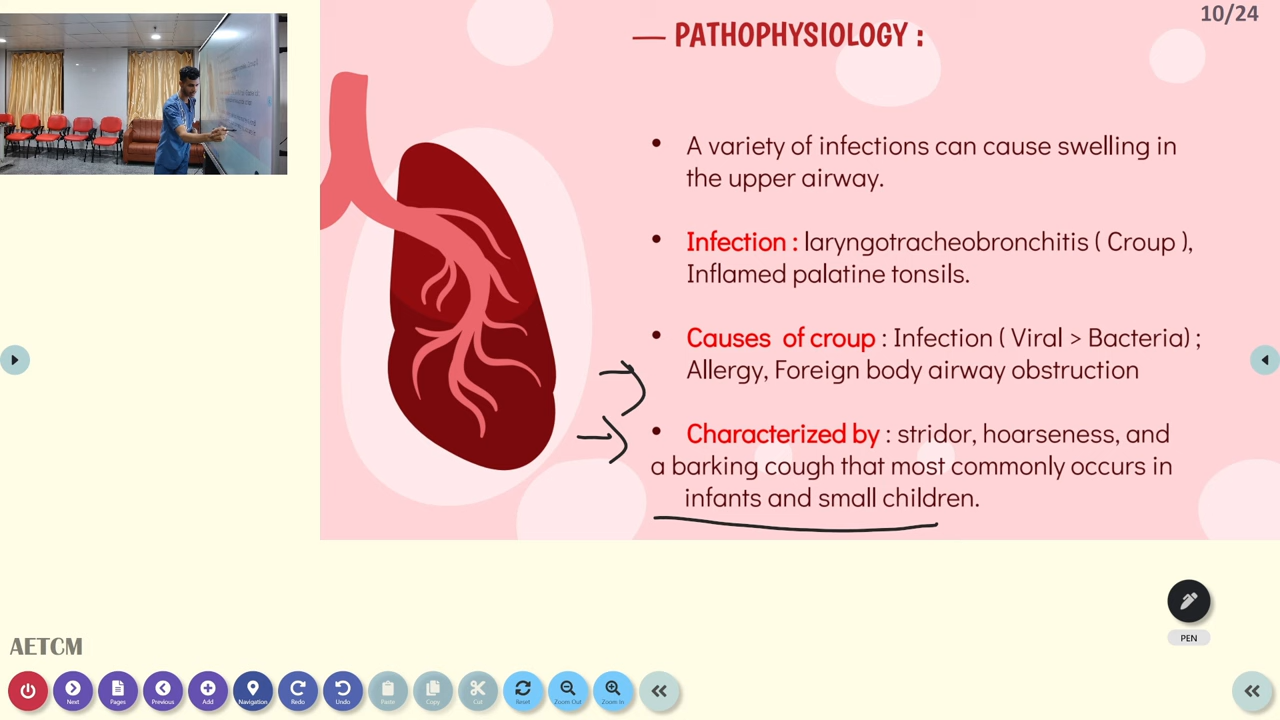 10/24
— PATHOPHYSIOLOGY :
• A variety of infections can cause swelling in
the upper airway.
• Infection : laryngotracheobronchitis ( Croup ),
Inflamed palatine tonsils.
• Causes of croup : Infection ( Viral > Bacteria) ;
Allergy, Foreign body airway obstruction
• Characterized by : stridor, hoarseness, and
a barking cough that most commonly occurs in
infants and small children.
PEN
AETCM
Next
Pages
Previous
Add
Navigation
Redo
Undo
Paste
Copy
Cut
Reset
Zoom Out
Zoom In